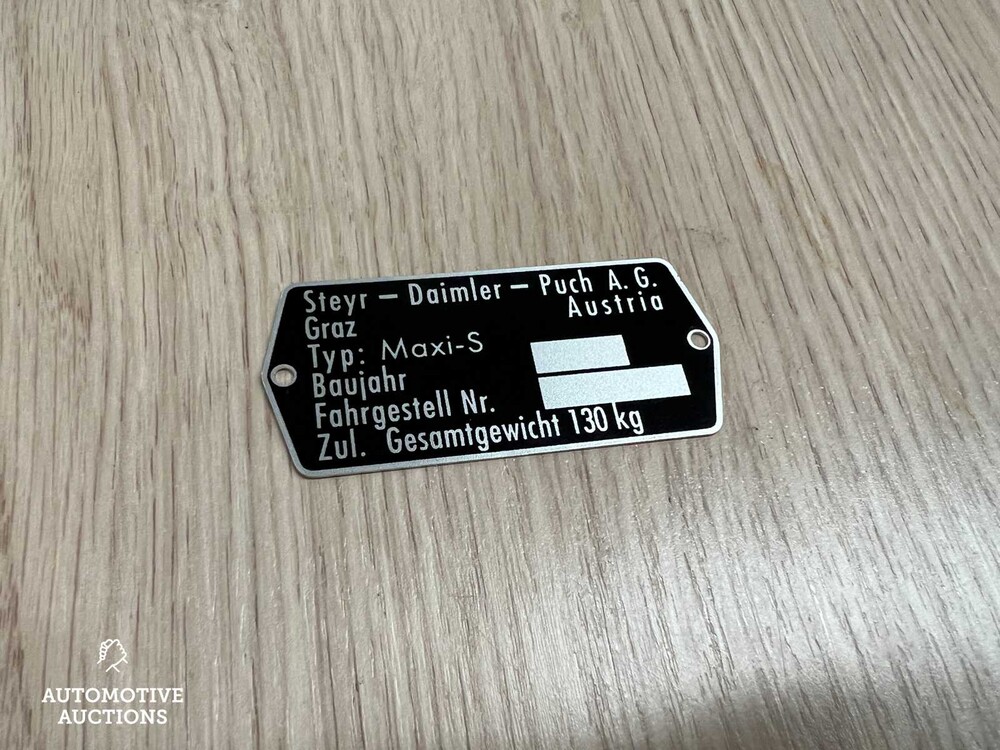 Steyr — Daimler — Puch A. G.
Austria
Graz
Typ: Maxi-S
Baujahr
Fahrgestell Nr.
Zul. Gesamtgewicht 130 kg
AUTOMOTIVE
AUCTIONS